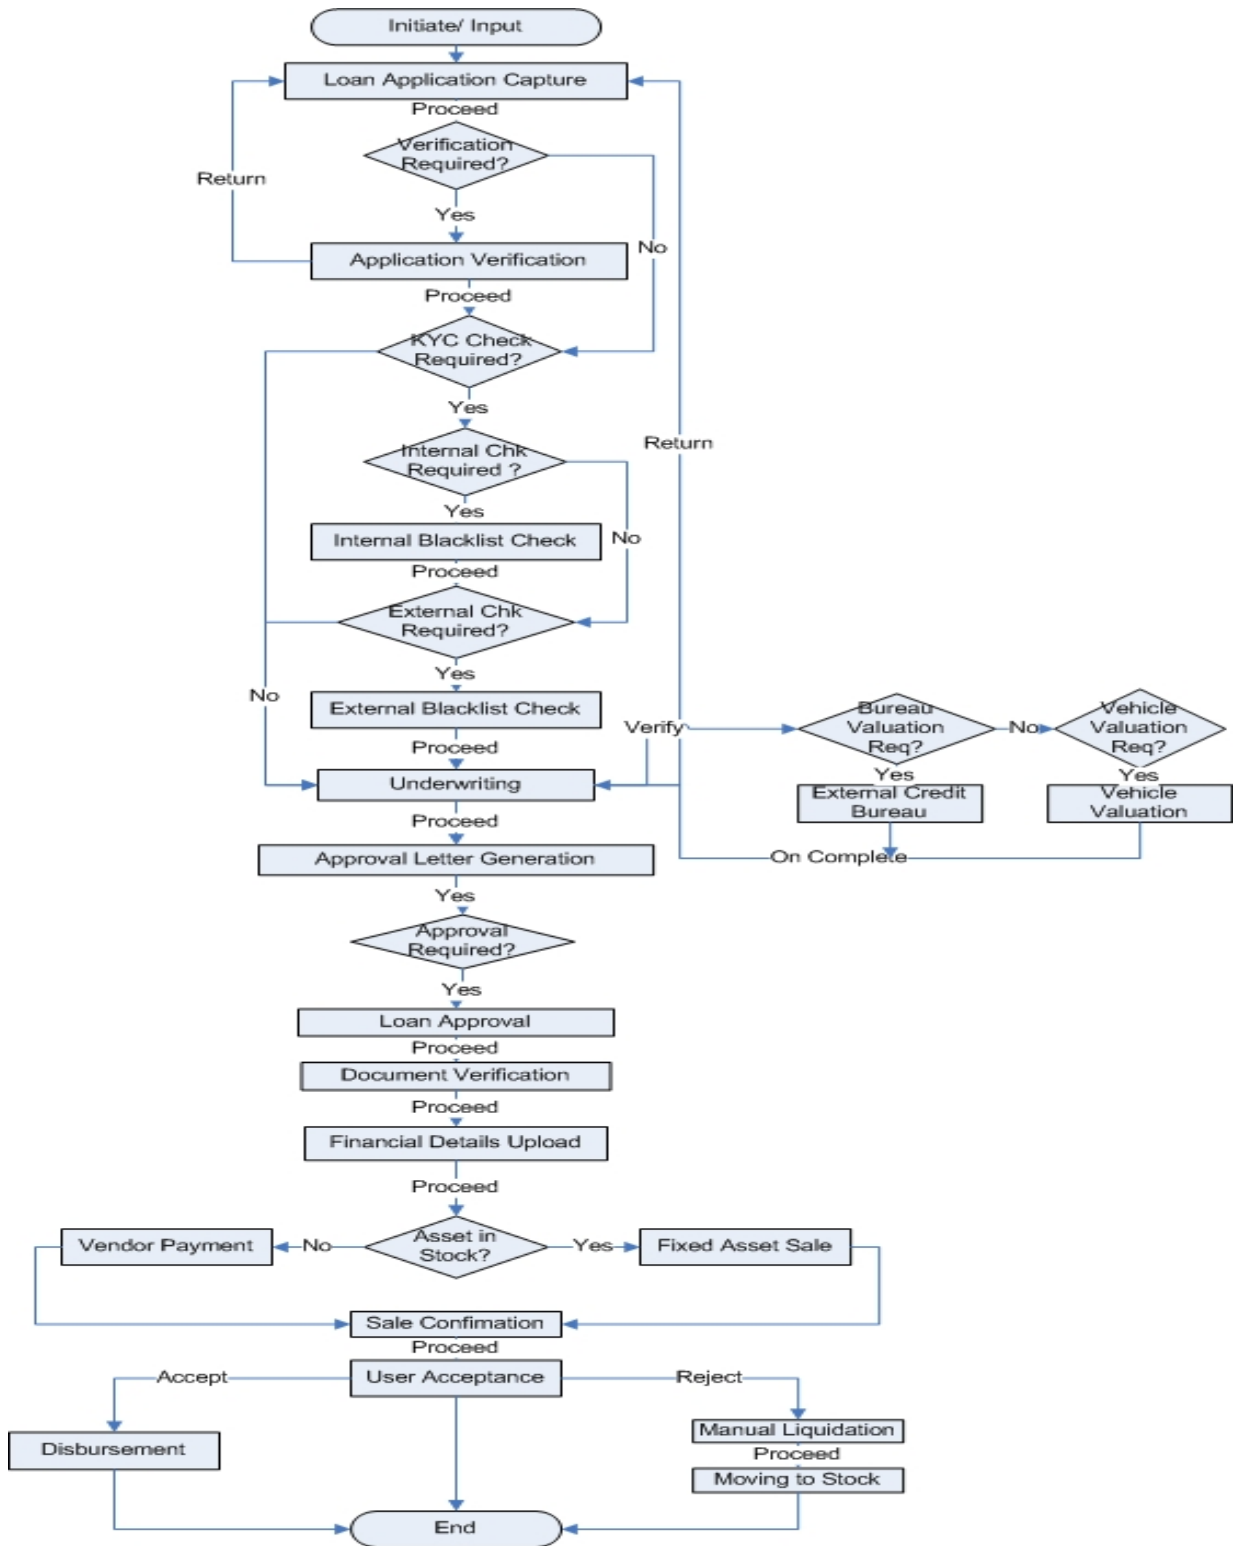 Initiate/ Input
Loan Application Capture
Proceed
Verification
Required?
Return
Yes
No
Application Verification
Proceed
KYC Check
Required?
Yes
Return
Internal Chk
Required ?
Yes
No
Internal Blacklist Check
Proceed
External Chk
Required?
Yes
No
External Blacklist Check
Proceed
Verify
Bureau
Valuation
Req?
No
Vehicle
Valuation
Req?
Yes
Yes
Underwriting
External Credit
Bureau
Vehicle
Valuation
Proceed
On Complete
Approval Letter Generation
Yes
Approval
Required?
Yes
Loan Approval
Proceed
Document Verification
Proceed
Financial Details Upload
Proceed
Vendor Payment
No
Asset in
Stock?
Yes
Fixed Asset Sale
Sale Confimation
Proceed
Accept
User Acceptance
Reject
Disbursement
Manual Liquidation
Proceed
Moving to Stock
End